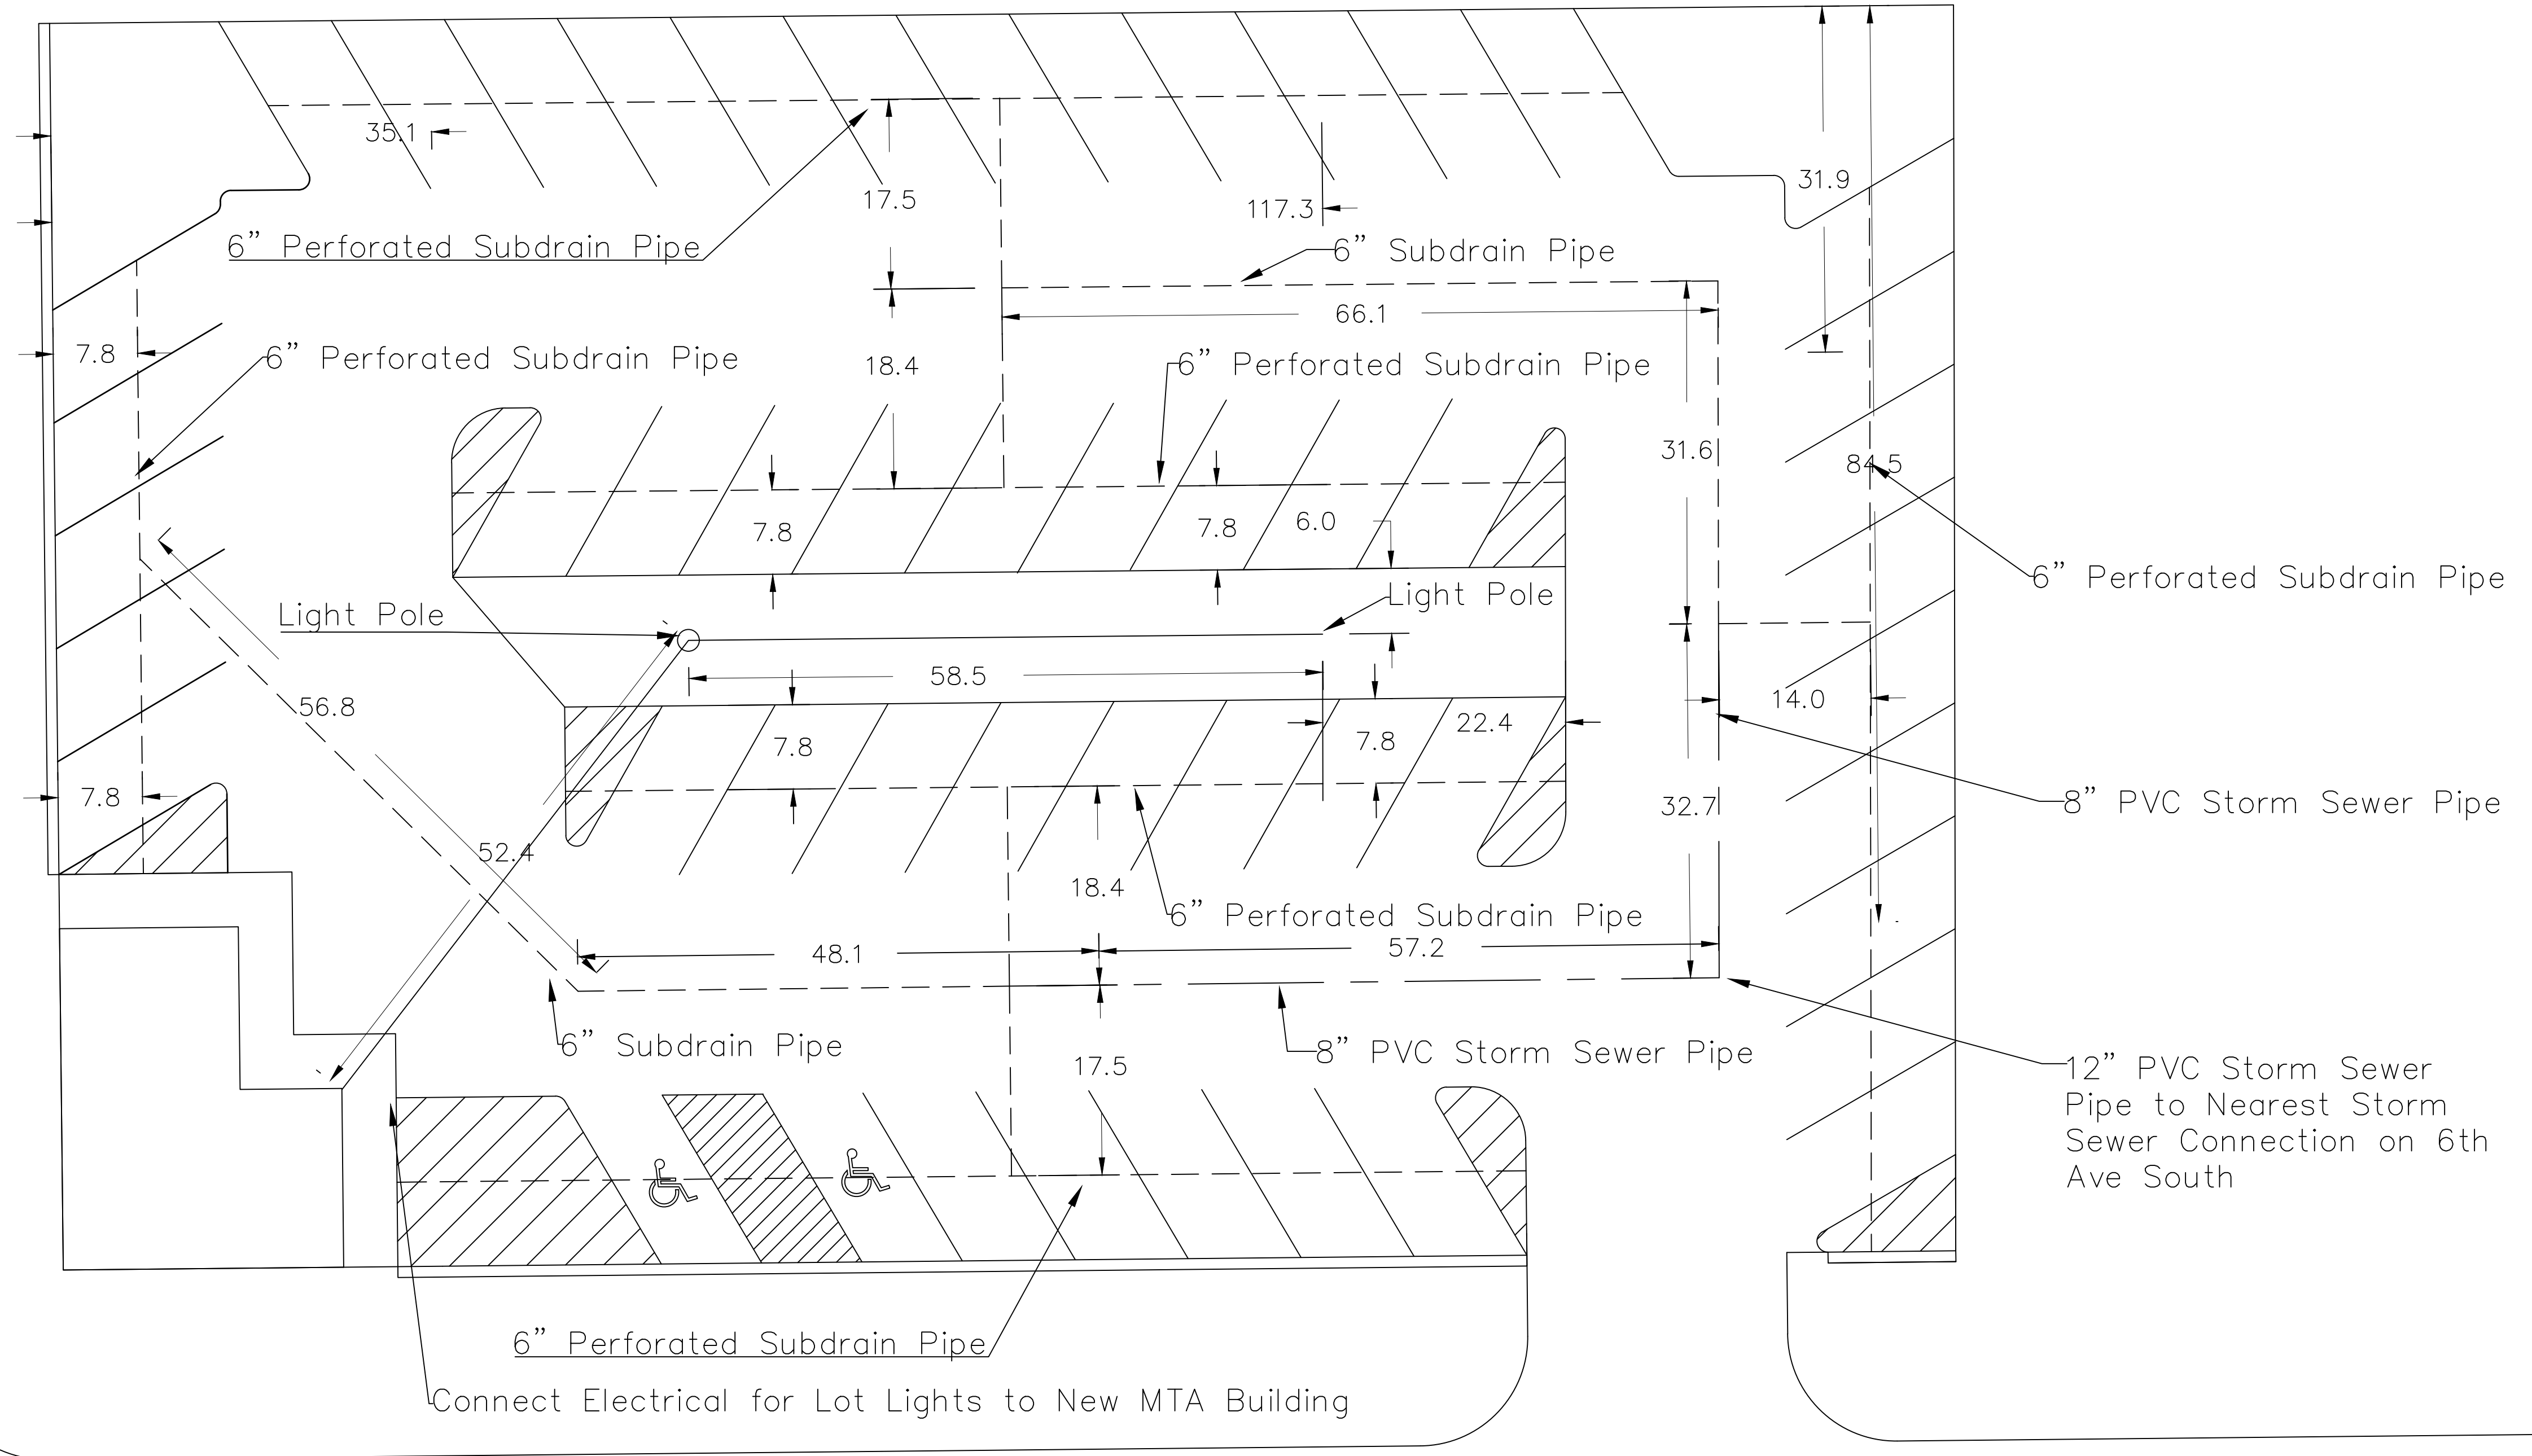 35.1
17.5
31.9
117.3
6” Perforated Subdrain Pipe
6” Subdrain Pipe
66.1
7.8
6” Perforated Subdrain Pipe
18.4
6” Perforated Subdrain Pipe
31.6
84.5
7.8
7.8
6.0
6” Perforated Subdrain Pipe
Light Pole
Light Pole
58.5
14.0
56.8
22.4
7.8
7.8
7.8
32.7
8” PVC Storm Sewer Pipe
52.4
18.4
6” Perforated Subdrain Pipe
48.1
57.2
6” Subdrain Pipe
8” PVC Storm Sewer Pipe
17.5
12” PVC Storm Sewer
Pipe to Nearest Storm
Sewer Connection on 6th
Ave South
6” Perforated Subdrain Pipe
Connect Electrical for Lot Lights to New MTA Building